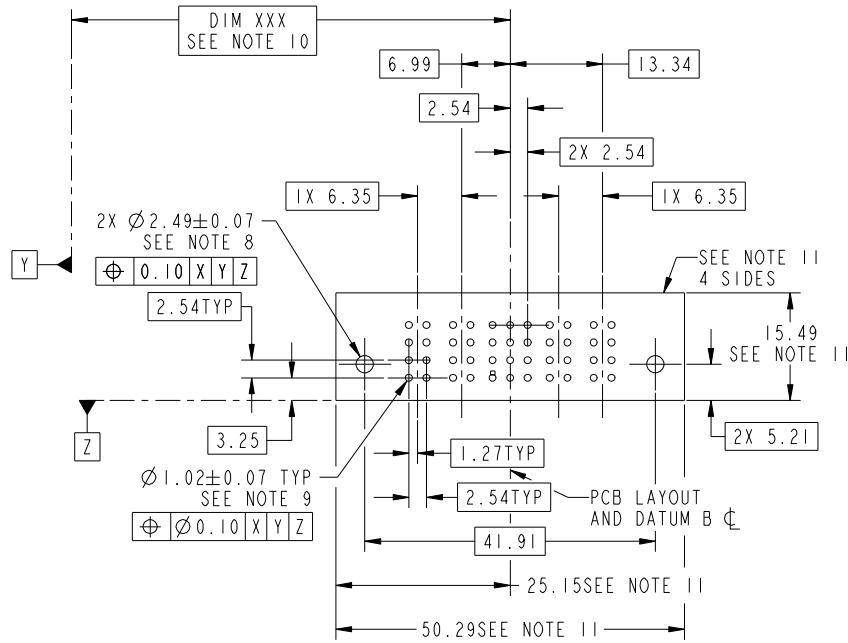 DIM XXX
SEE NOTE 10
6.99
13.34
2.54
2X 2.54
1X 6.35
1X 6.35
2X Ø2.49±0.07
SEE NOTE 8
Y
⌖ 0.10 X Y Z
SEE NOTE 11
4 SIDES
2.54TYP
15.49
SEE NOTE 11
B
Z
3.25
1.27TYP
2X 5.21
Ø1.02±0.07 TYP
SEE NOTE 9
2.54TYP
PCB LAYOUT
AND DATUM B ℄
⌖ Ø0.10 X Y Z
41.91
25.15SEE NOTE 11
50.29SEE NOTE 11